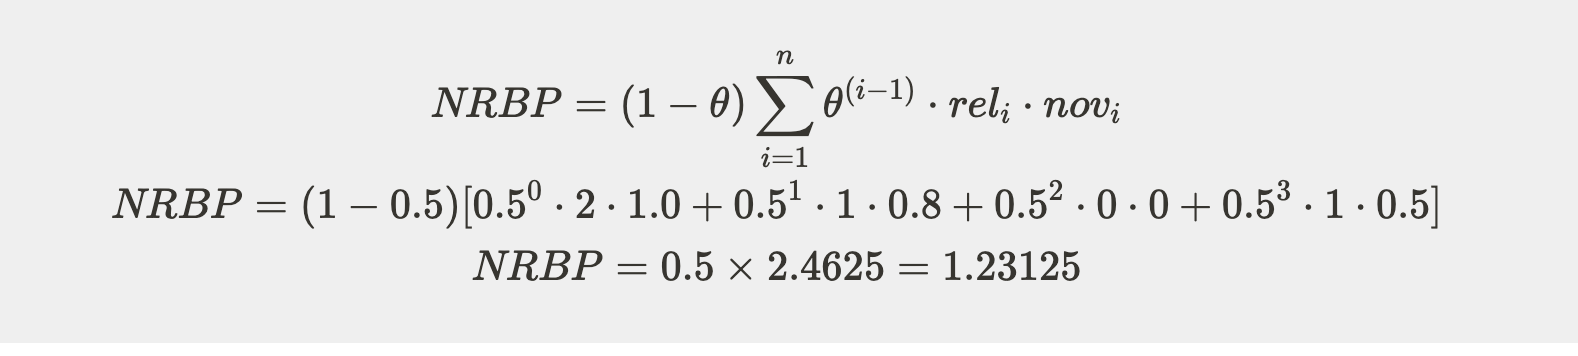 NRBP = (1 − θ) ∑_{i=1}^{n} θ^{(i−1)} · rel_i · nov_i
NRBP = (1 − 0.5)[0.5^0 · 2 · 1.0 + 0.5^1 · 1 · 0.8 + 0.5^2 · 0 · 0 + 0.5^3 · 1 · 0.5]
NRBP = 0.5 × 2.4625 = 1.23125